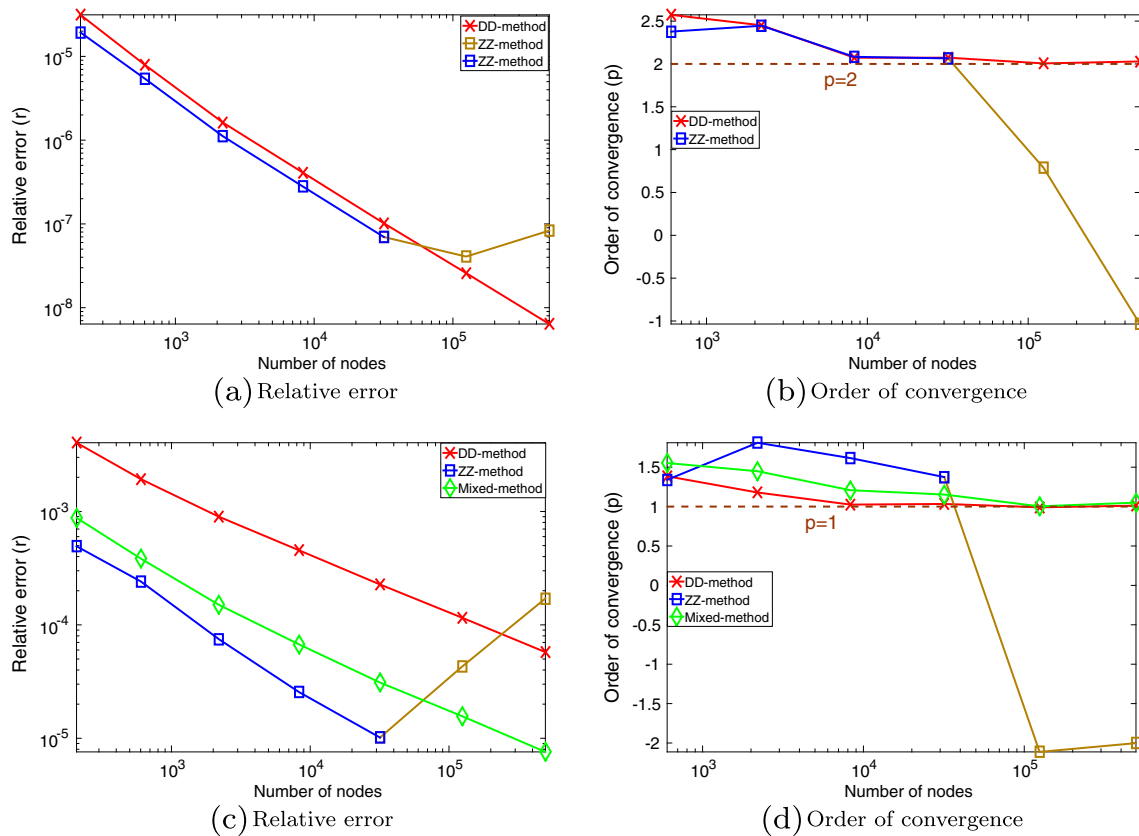 DD-method
ZZ-method
ZZ-method
10^-5
10^-6
10^-7
10^-8
Relative error (r)
10^3
10^4
10^5
Number of nodes
(a) Relative error
2.5
2
1.5
1
0.5
0
-0.5
-1
Order of convergence (p)
p=2
DD-method
ZZ-method
10^3
10^4
10^5
Number of nodes
(b) Order of convergence
DD-method
ZZ-method
Mixed-method
10^-3
10^-4
10^-5
Relative error (r)
10^3
10^4
10^5
Number of nodes
(c) Relative error
1.5
1
0.5
0
-0.5
-1
-1.5
-2
Order of convergence (p)
p=1
DD-method
ZZ-method
Mixed-method
10^3
10^4
10^5
Number of nodes
(d) Order of convergence